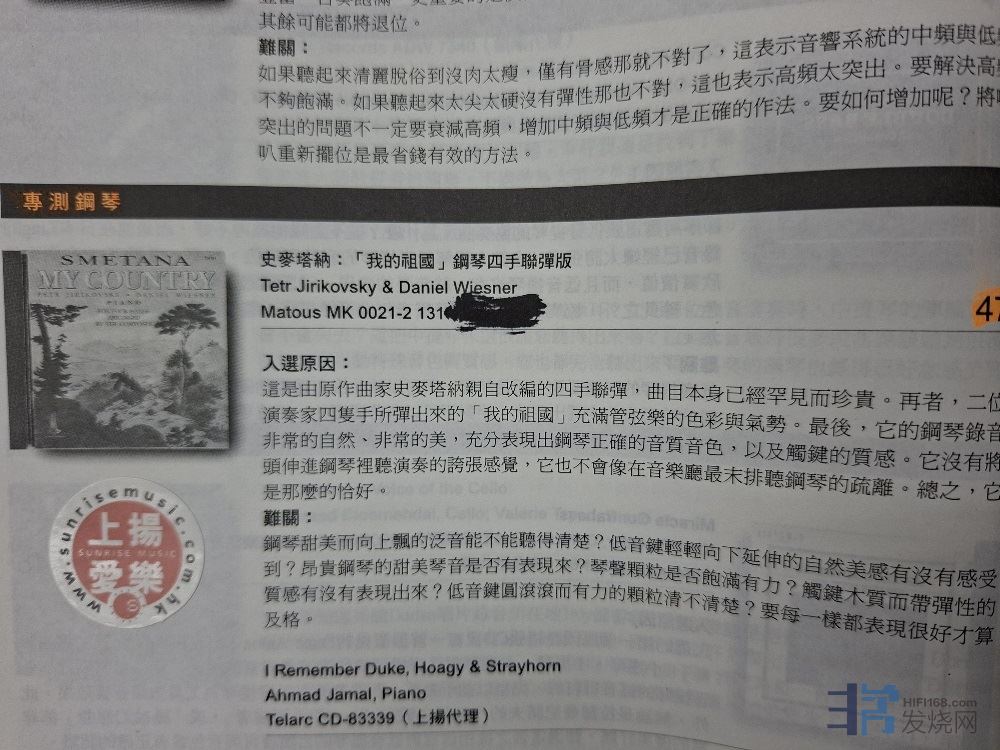 其餘可能都將退位。
難關：
如果聽起來清麗脫俗到沒肉太瘦，僅有骨感那就不對了，這表示音響系統的中頻與低
不夠飽滿。如果聽起來太尖太硬沒有彈性那也不對，這也表示高頻太突出。要解決高
突出的問題不一定要衰減高頻，增加中頻與低頻才是正確的作法。要如何增加呢？將
叭重新擺位是最省錢有效的方法。
專測鋼琴
SMETANA
MY COUNTRY
PETR JIRIKOVSKY · DANIEL WIESNER
史麥塔納：「我的祖國」鋼琴四手聯彈版
Tetr Jirikovsky & Daniel Wiesner
Matous MK 0021-2 131
47
入選原因：
這是由原作曲家史麥塔納親自改編的四手聯彈，曲目本身已經罕見而珍貴。再者，二位
演奏家四隻手所彈出來的「我的祖國」充滿管弦樂的色彩與氣勢。最後，它的鋼琴錄音
非常的自然、非常的美，充分表現出鋼琴正確的音質音色，以及觸鍵的質感。它沒有將
頭伸進鋼琴裡聽演奏的誇張感覺，它也不會像在音樂廳最末排聽鋼琴的疏離。總之，它
是那麼的恰好。
難關：
鋼琴甜美而向上飄的泛音能不能聽得清楚？低音鍵輕輕向下延伸的自然美感有沒有感受
到？昂貴鋼琴的甜美琴音是否有表現來？琴聲顆粒是否飽滿有力？觸鍵木質而帶彈性的
質感有沒有表現出來？低音鍵圓滾滾而有力的顆粒清不清楚？要每一樣都表現很好才算
及格。
www.sunrisemusic.com.hk
上揚
SUNRISE MUSIC
愛樂
I Remember Duke, Hoagy & Strayhorn
Ahmad Jamal, Piano
Telarc CD-83339（上揚代理）
非常
HIFI168.com
发烧网